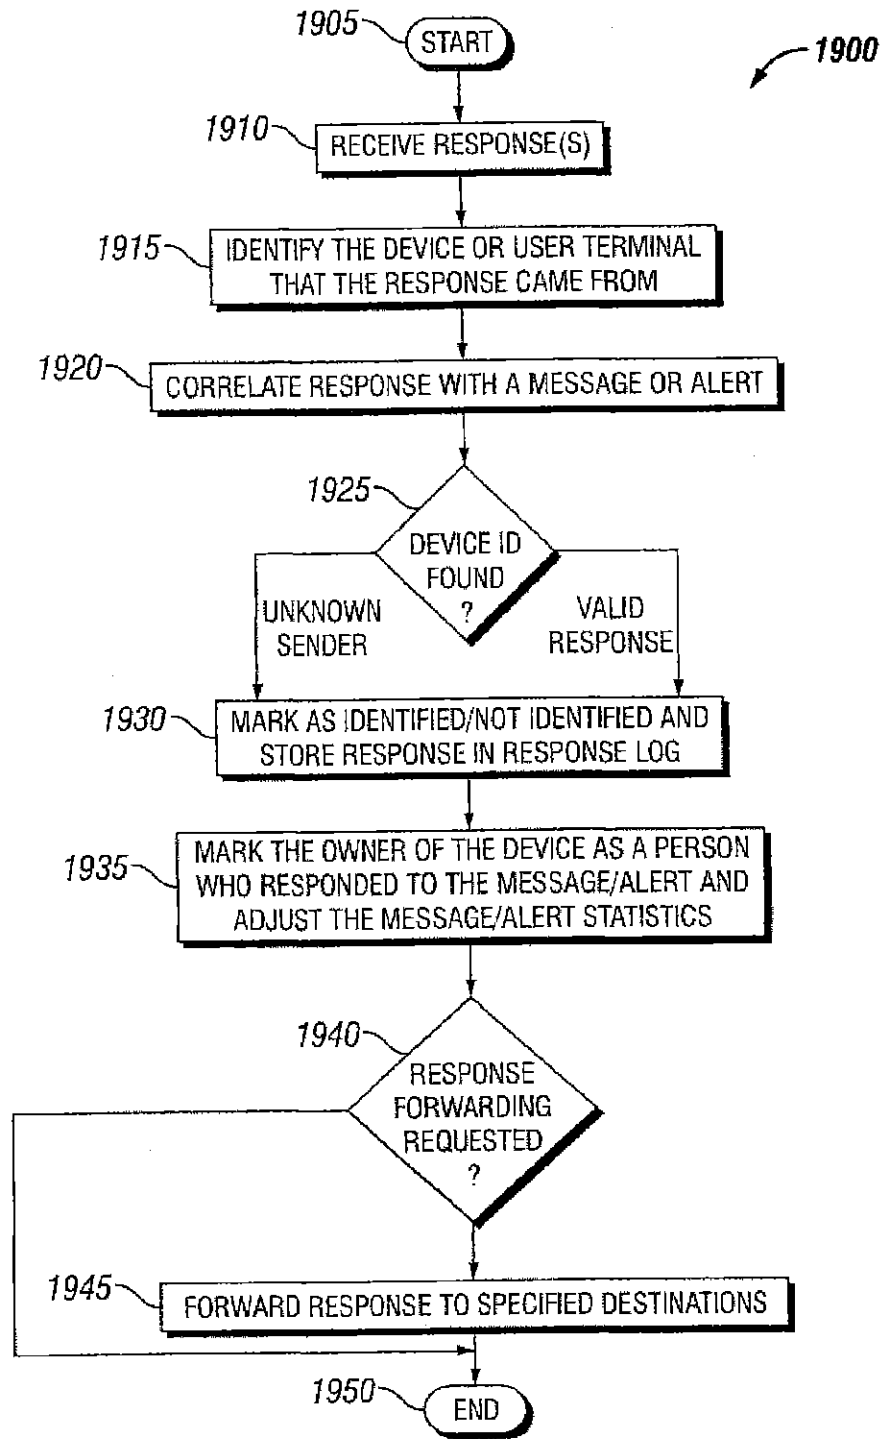 1905
START
1900
1910
RECEIVE RESPONSE(S)
1915
IDENTIFY THE DEVICE OR USER TERMINAL
THAT THE RESPONSE CAME FROM
1920
CORRELATE RESPONSE WITH A MESSAGE OR ALERT
1925
DEVICE ID
FOUND
?
UNKNOWN
SENDER
VALID
RESPONSE
1930
MARK AS IDENTIFIED/NOT IDENTIFIED AND
STORE RESPONSE IN RESPONSE LOG
1935
MARK THE OWNER OF THE DEVICE AS A PERSON
WHO RESPONDED TO THE MESSAGE/ALERT AND
ADJUST THE MESSAGE/ALERT STATISTICS
1940
RESPONSE
FORWARDING
REQUESTED
?
1945
FORWARD RESPONSE TO SPECIFIED DESTINATIONS
1950
END